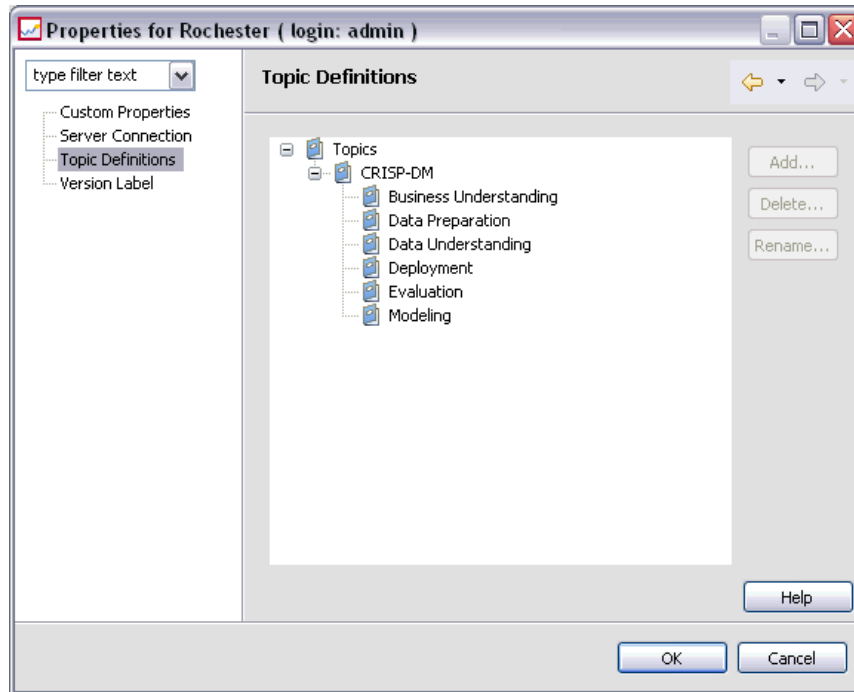 Properties for Rochester ( login: admin )
type filter text
Custom Properties
Server Connection
Topic Definitions
Version Label
Topic Definitions
Topics
CRISP-DM
Business Understanding
Data Preparation
Data Understanding
Deployment
Evaluation
Modeling
Add...
Delete...
Rename...
Help
OK
Cancel